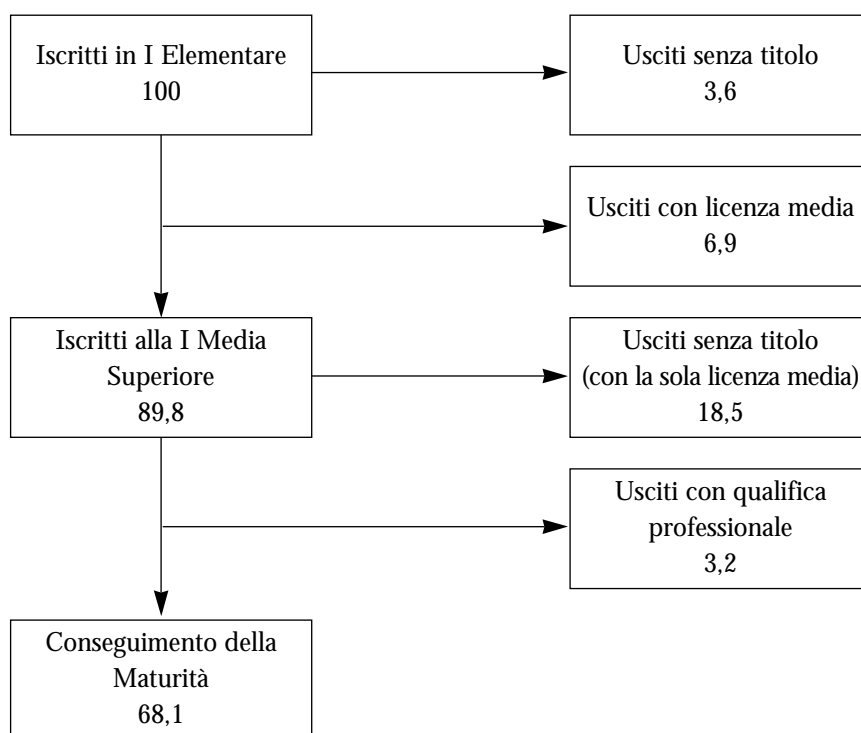 Iscritti in I Elementare
100
Usciti senza titolo
3,6
Usciti con licenza media
6,9
Iscritti alla I Media
Superiore
89,8
Usciti senza titolo
(con la sola licenza media)
18,5
Usciti con qualifica
professionale
3,2
Conseguimento della
Maturità
68,1